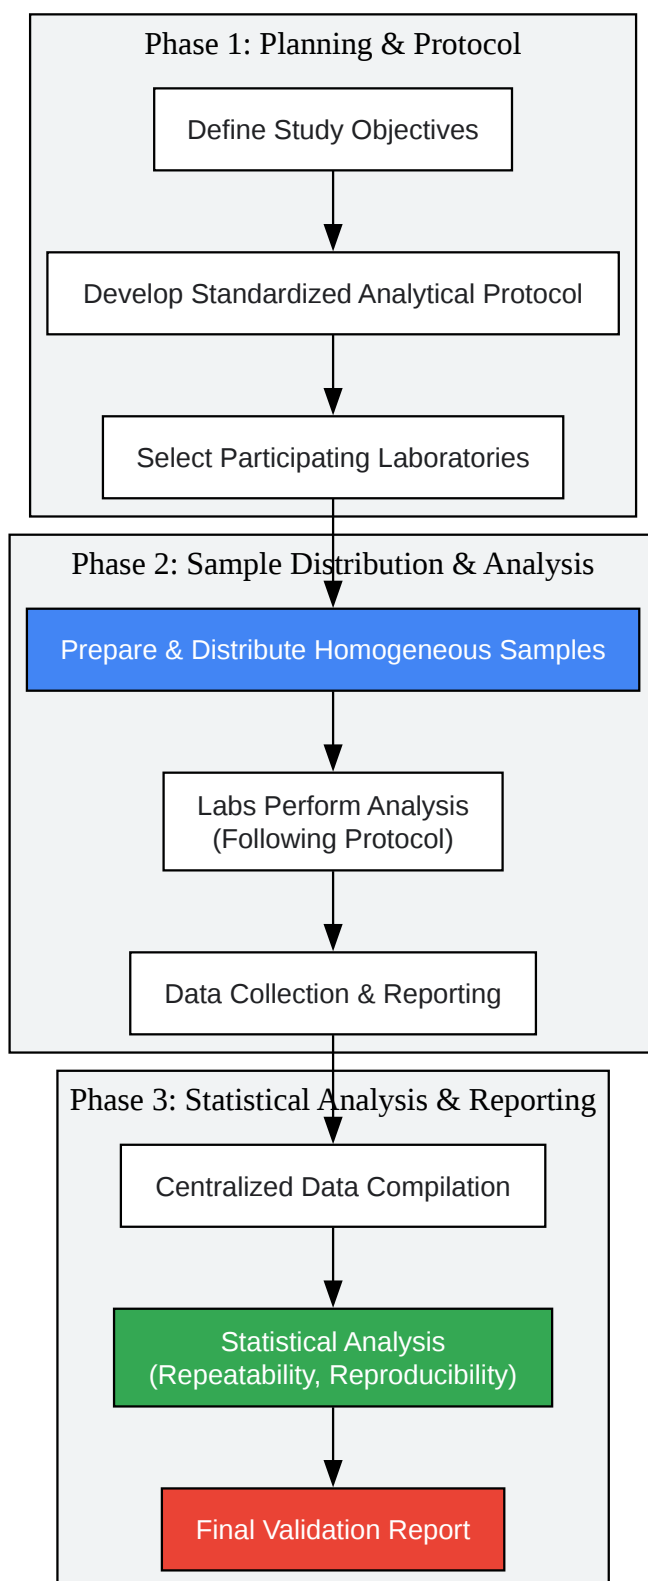 Phase 1: Planning & Protocol
Define Study Objectives
Develop Standardized Analytical Protocol
Select Participating Laboratories
Phase 2: Sample Distribution & Analysis
Prepare & Distribute Homogeneous Samples
Labs Perform Analysis
(Following Protocol)
Data Collection & Reporting
Phase 3: Statistical Analysis & Reporting
Centralized Data Compilation
Statistical Analysis
(Repeatability, Reproducibility)
Final Validation Report